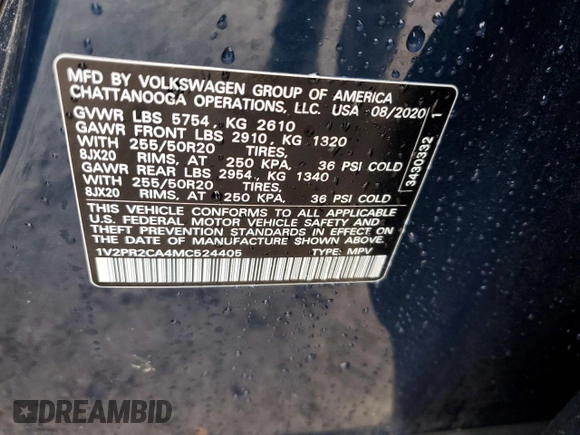 MFD BY VOLKSWAGEN GROUP OF AMERICA
CHATTANOOGA OPERATIONS, LLC. USA 08/2020 1
GVWR LBS 5754 , KG 2610
GAWR FRONT LBS 2910 , KG 1320
WITH 255/50R20 TIRES,
8JX20 RIMS, AT 250 KPA, 36 PSI COLD
GAWR REAR LBS 2954 , KG 1340
WITH 255/50R20 TIRES,
8JX20 RIMS, AT 250 KPA, 36 PSI COLD
THIS VEHICLE CONFORMS TO ALL APPLICABLE
U.S. FEDERAL MOTOR VEHICLE SAFETY AND
THEFT PREVENTION STANDARDS IN EFFECT ON
THE DATE OF MANUFACTURE SHOWN ABOVE.
1V2PR2CA4MC524405 TYPE: MPV
3430332
DREAMBID